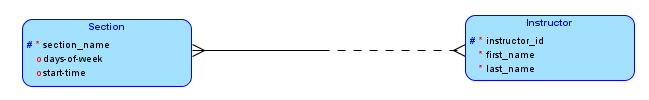 Section
# * section_name
o days-of-week
o start-time
Instructor
# * instructor_id
* first_name
* last_name